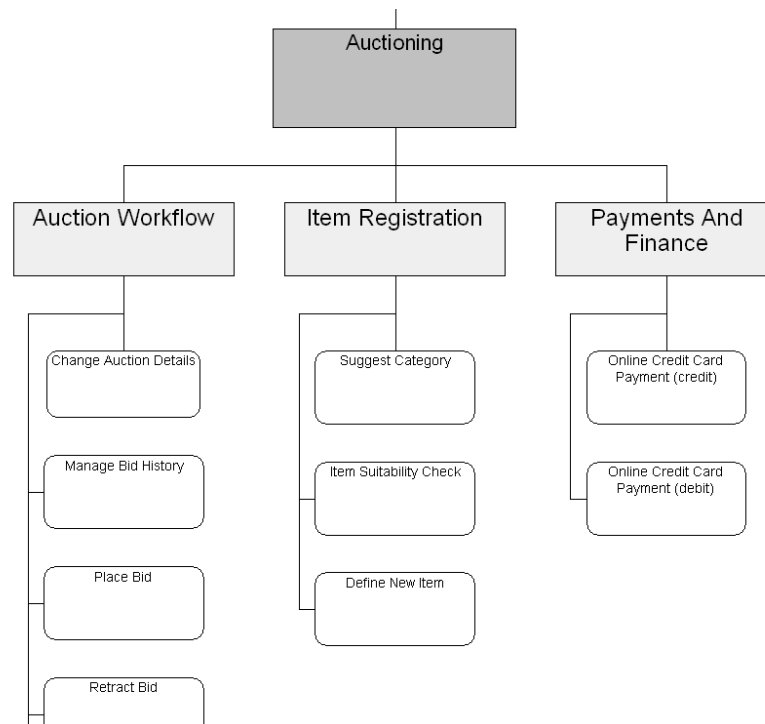 Auctioning
Auction Workflow
Item Registration
Payments And
Finance
Change Auction Details
Suggest Category
Online Credit Card
Payment (credit)
Manage Bid History
Item Suitability Check
Online Credit Card
Payment (debit)
Place Bid
Define New Item
Retract Bid